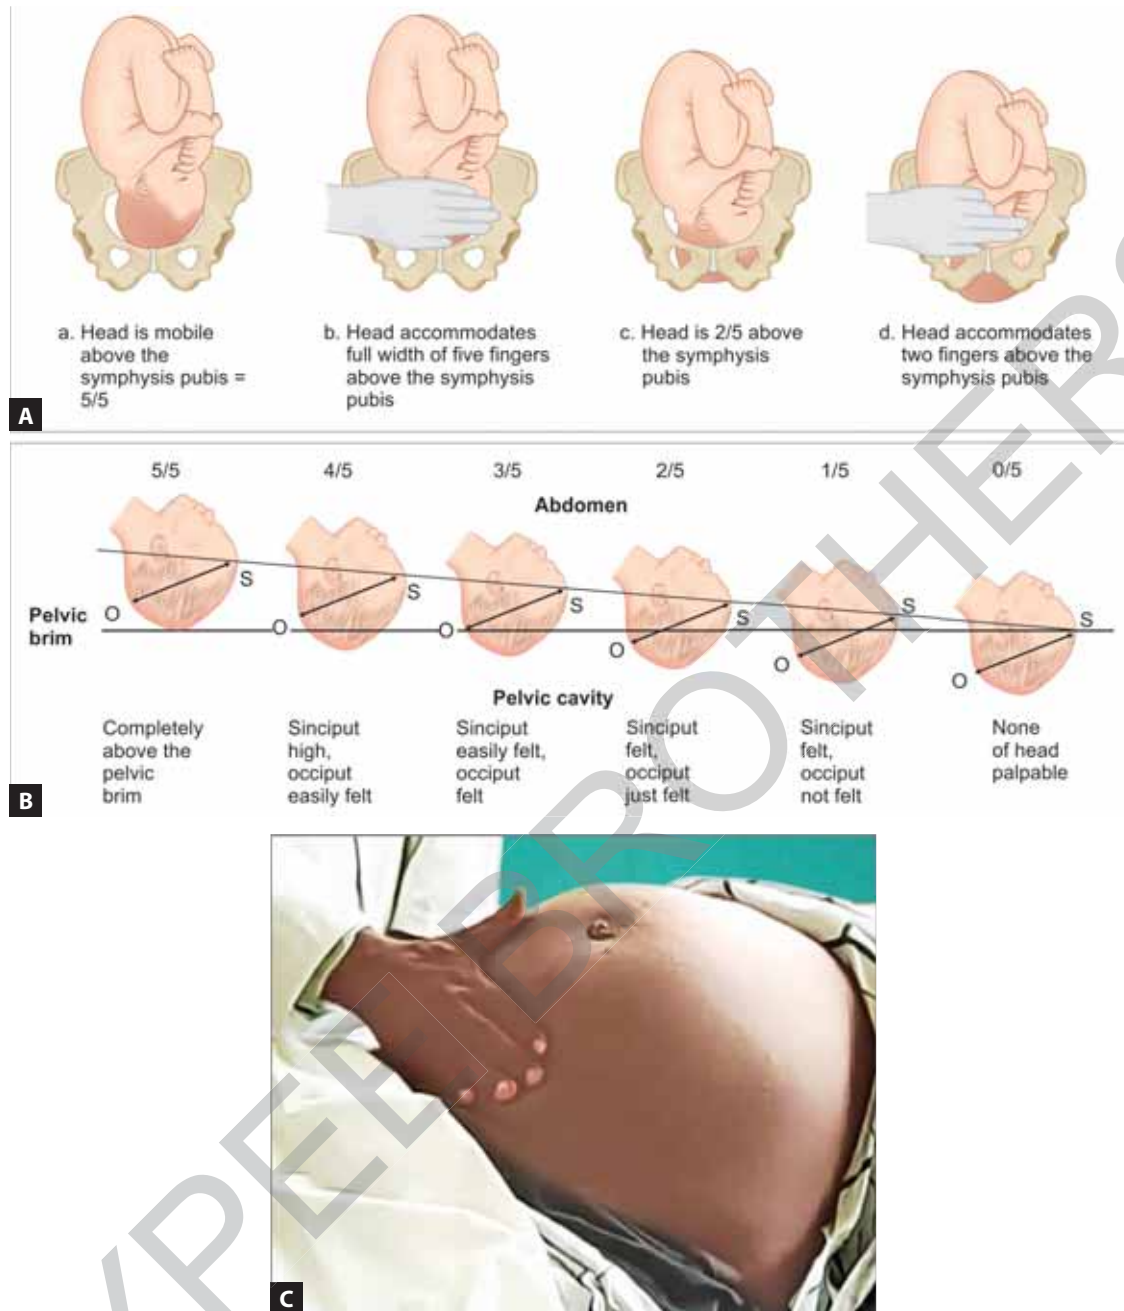 a. Head is mobile
above the
symphysis pubis =
5/5
b. Head accommodates
full width of five fingers
above the symphysis
pubis
c. Head is 2/5 above
the symphysis
pubis
d. Head accommodates
two fingers above the
symphysis pubis
A
5/5 4/5 3/5 2/5 1/5 0/5
Abdomen
S S S S S S
Pelvic
brim
O O O O O O
Pelvic cavity
Completely
above the
pelvic
brim
Sinciput
high,
occiput
easily felt
Sinciput
easily felt,
occiput
felt
Sinciput
felt,
occiput
just felt
Sinciput
felt,
occiput
not felt
None
of head
palpable
B
C
YPEE BROTHERS